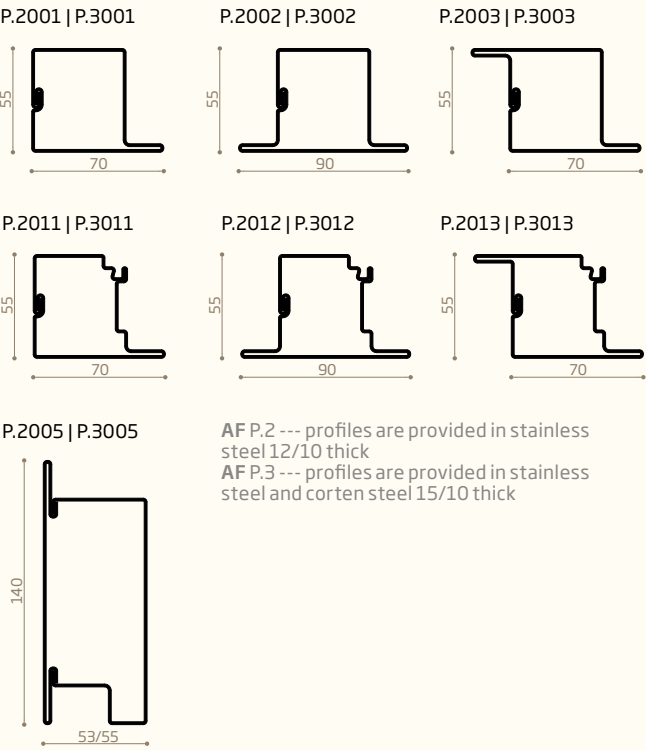 P.2001 | P.3001
P.2002 | P.3002
P.2003 | P.3003
55
70
55
90
55
70
P.2011 | P.3011
P.2012 | P.3012
P.2013 | P.3013
55
70
55
90
55
70
P.2005 | P.3005
140
53/55
AF P.2 --- profiles are provided in stainless
steel 12/10 thick
AF P.3 --- profiles are provided in stainless
steel and corten steel 15/10 thick